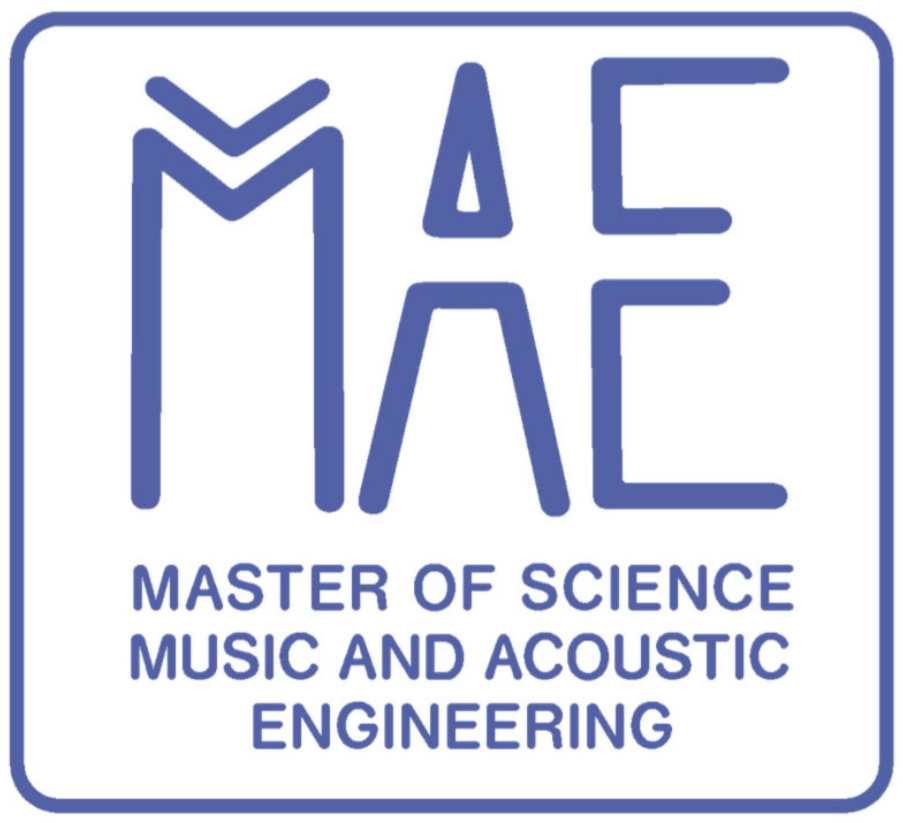 MAE
MASTER OF SCIENCE
MUSIC AND ACOUSTIC
ENGINEERING